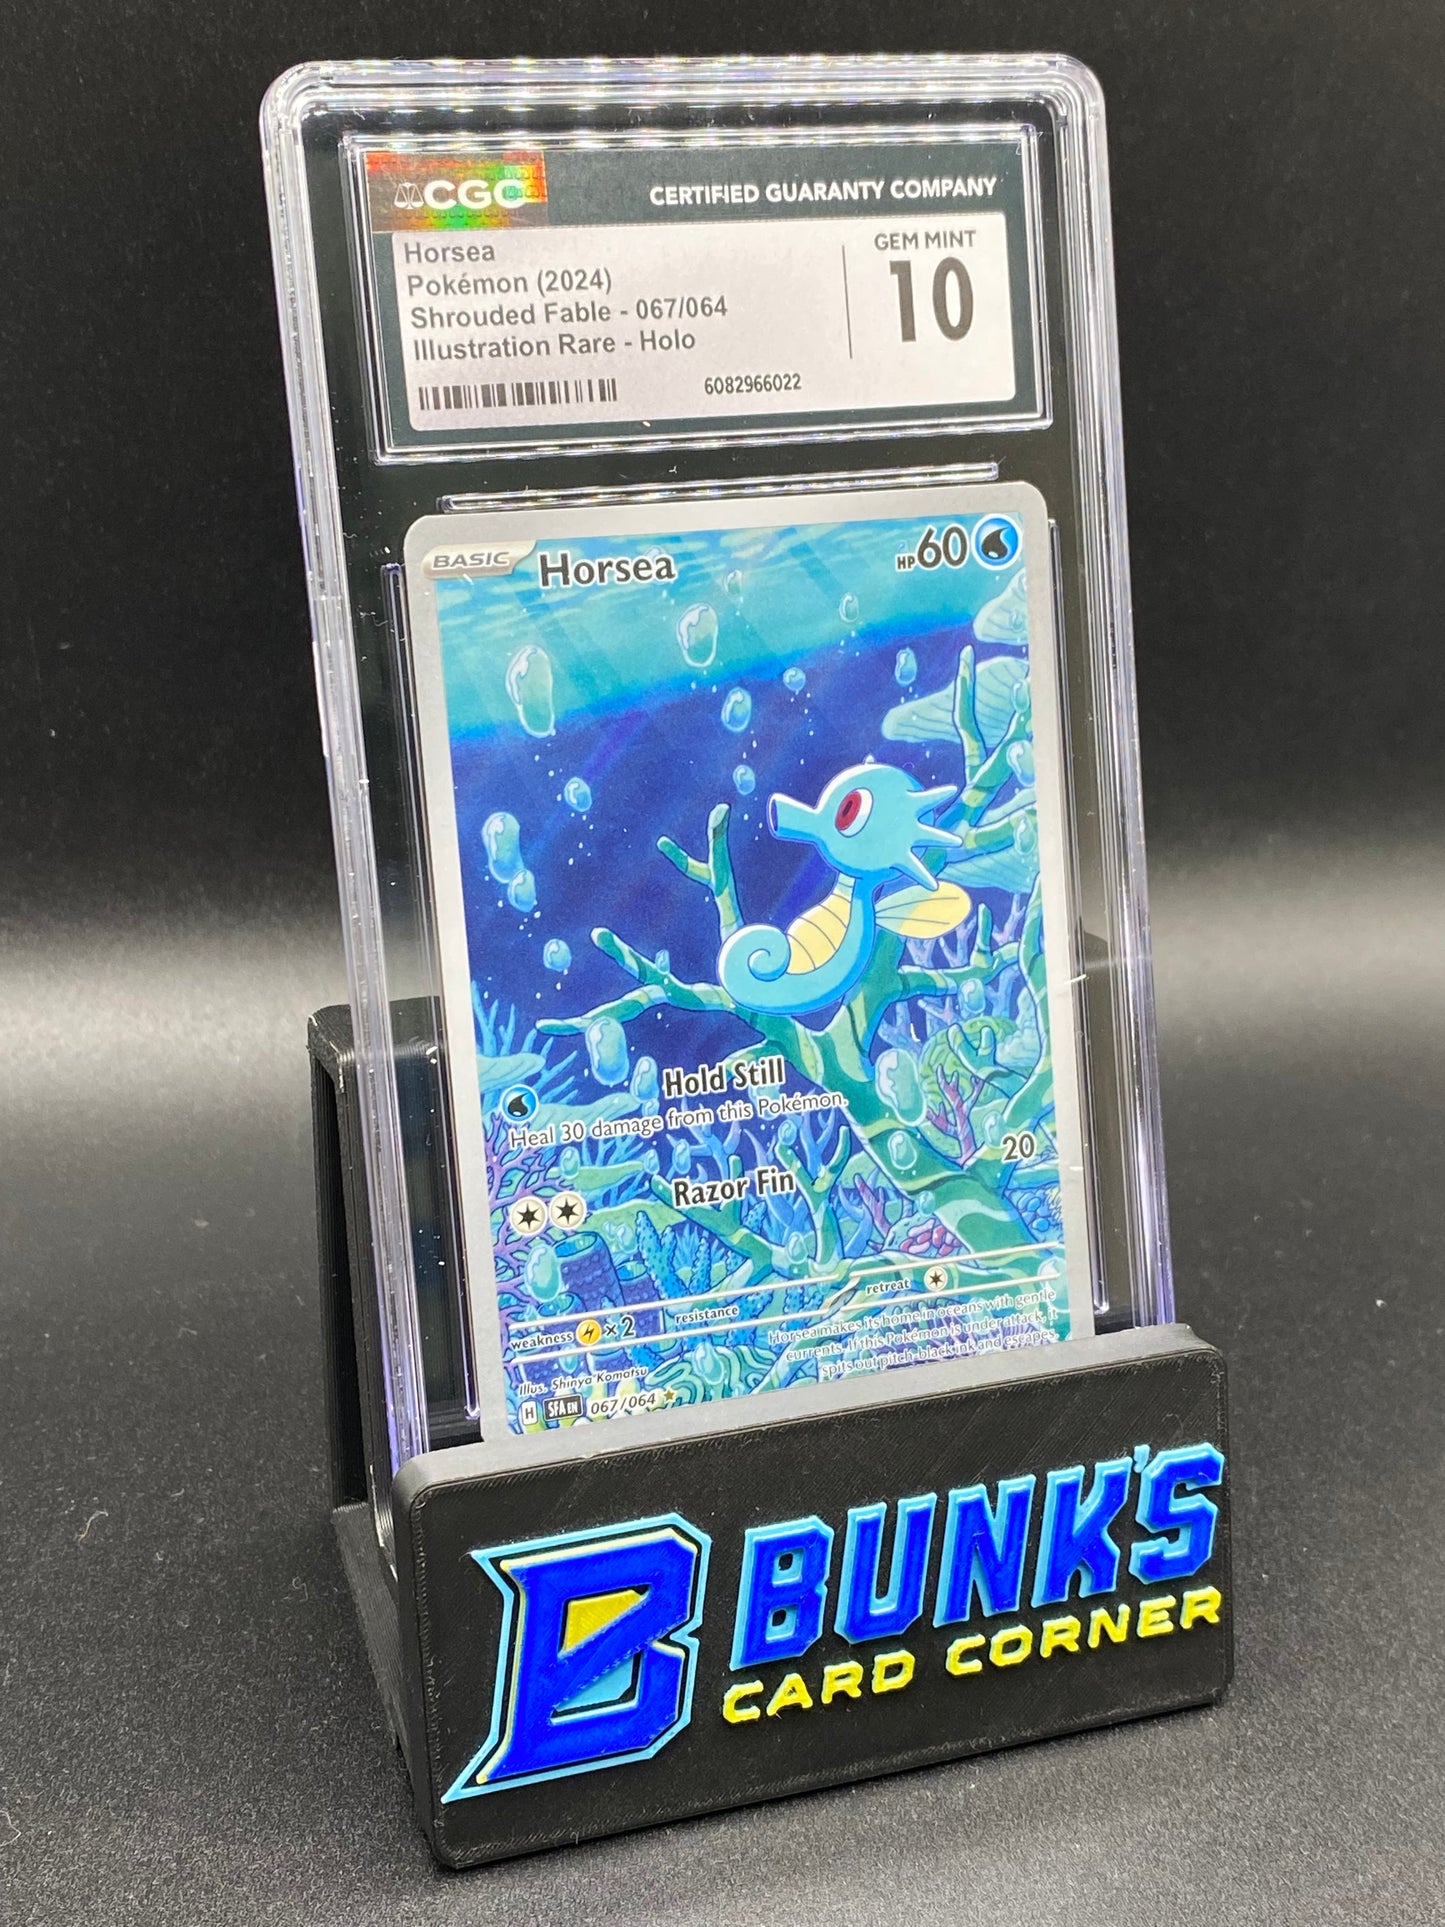 CGC
CERTIFIED GUARANTY COMPANY
Horsea
Pokémon (2024)
Shrouded Fable - 067/064
Illustration Rare - Holo
GEM MINT
10
6082966022
BASIC
Horsea
HP60
Hold Still
Heal 30 damage from this Pokémon.
Razor Fin
20
weakness ×2
resistance
retreat
Horsea makes its home in oceans with gentle
currents. If this Pokémon is under attack, it
spits out pitch-black ink and escapes.
Illus. Shinya Komatsu
H SFA EN 067/064
B
BUNK'S
CARD CORNER